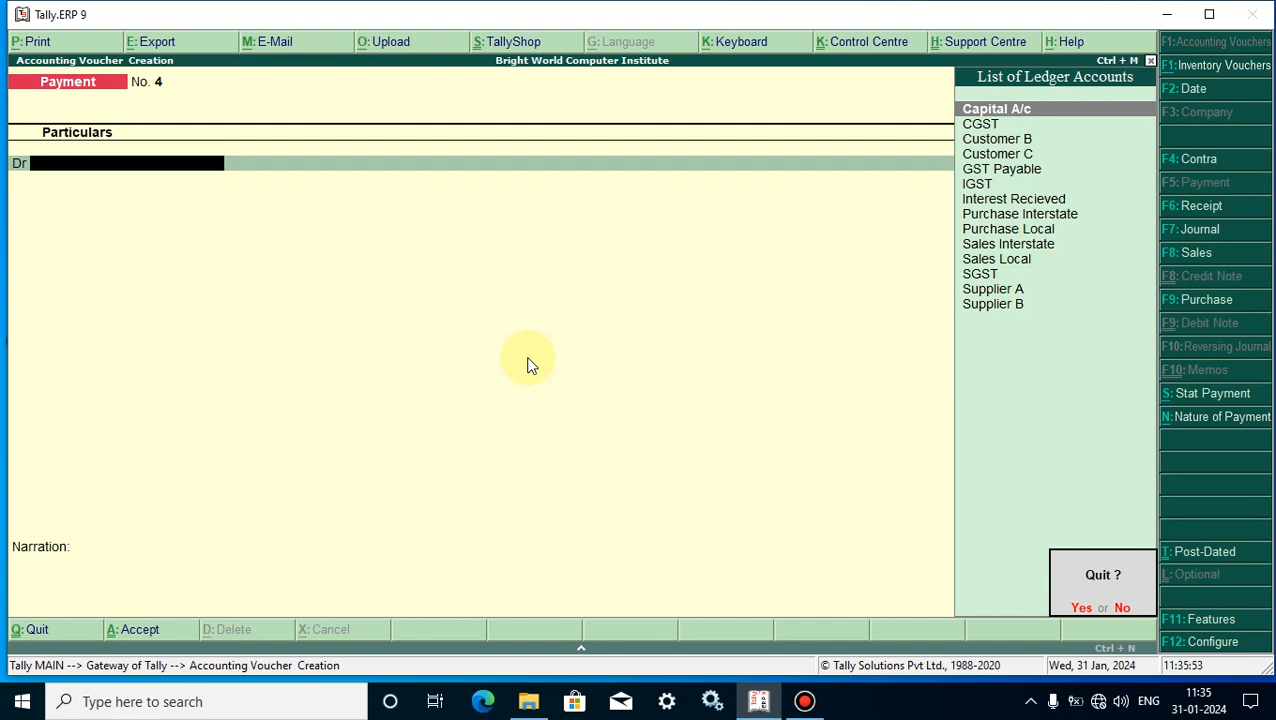 Tally.ERP 9
P: Print E: Export M: E-Mail O: Upload S: TallyShop G: Language K: Keyboard K: Control Centre H: Support Centre H: Help
Accounting Voucher Creation Bright World Computer Institute Ctrl + M
Payment No. 4
Particulars
Dr
List of Ledger Accounts
Capital A/c
CGST
Customer B
Customer C
GST Payable
IGST
Interest Recieved
Purchase Interstate
Purchase Local
Sales Interstate
Sales Local
SGST
Supplier A
Supplier B
F1: Accounting Vouchers
F1: Inventory Vouchers
F2: Date
F3: Company
F4: Contra
F5: Payment
F6: Receipt
F7: Journal
F8: Sales
F8: Credit Note
F9: Purchase
F9: Debit Note
F10: Reversing Journal
F10: Memos
S: Stat Payment
N: Nature of Payment
T: Post-Dated
L: Optional
F11: Features
F12: Configure
Narration:
Quit ?
Yes or No
Q: Quit A: Accept D: Delete X: Cancel
Ctrl + N
Tally MAIN --> Gateway of Tally --> Accounting Voucher Creation © Tally Solutions Pvt Ltd., 1988-2020 Wed, 31 Jan, 2024 11:35:53
Type here to search
ENG
11:35
31-01-2024